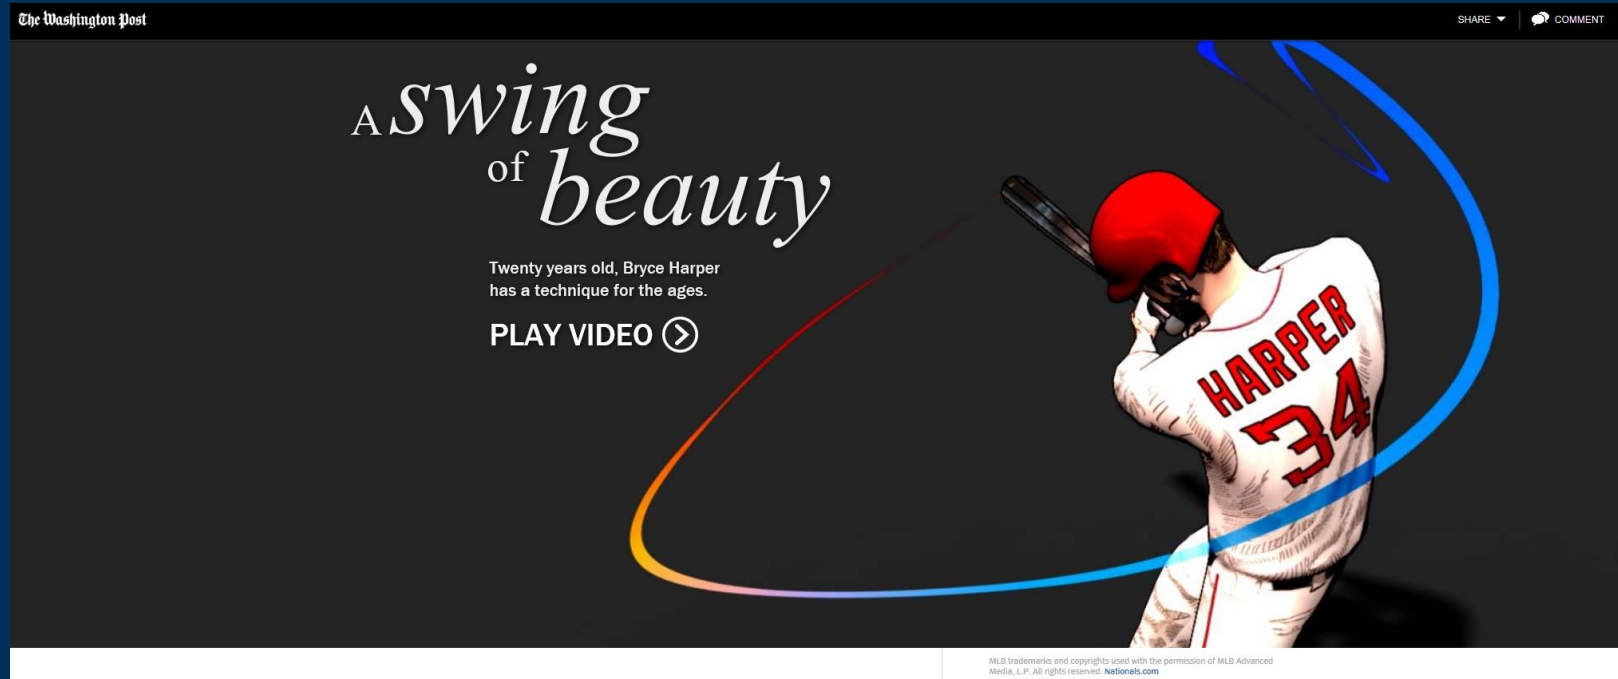 The Washington Post
SHARE
COMMENT
A swing
of beauty
Twenty years old, Bryce Harper
has a technique for the ages.
PLAY VIDEO
HARPER
34
MLB trademarks and copyrights used with the permission of MLB Advanced
Media, L.P. All rights reserved. Nationals.com